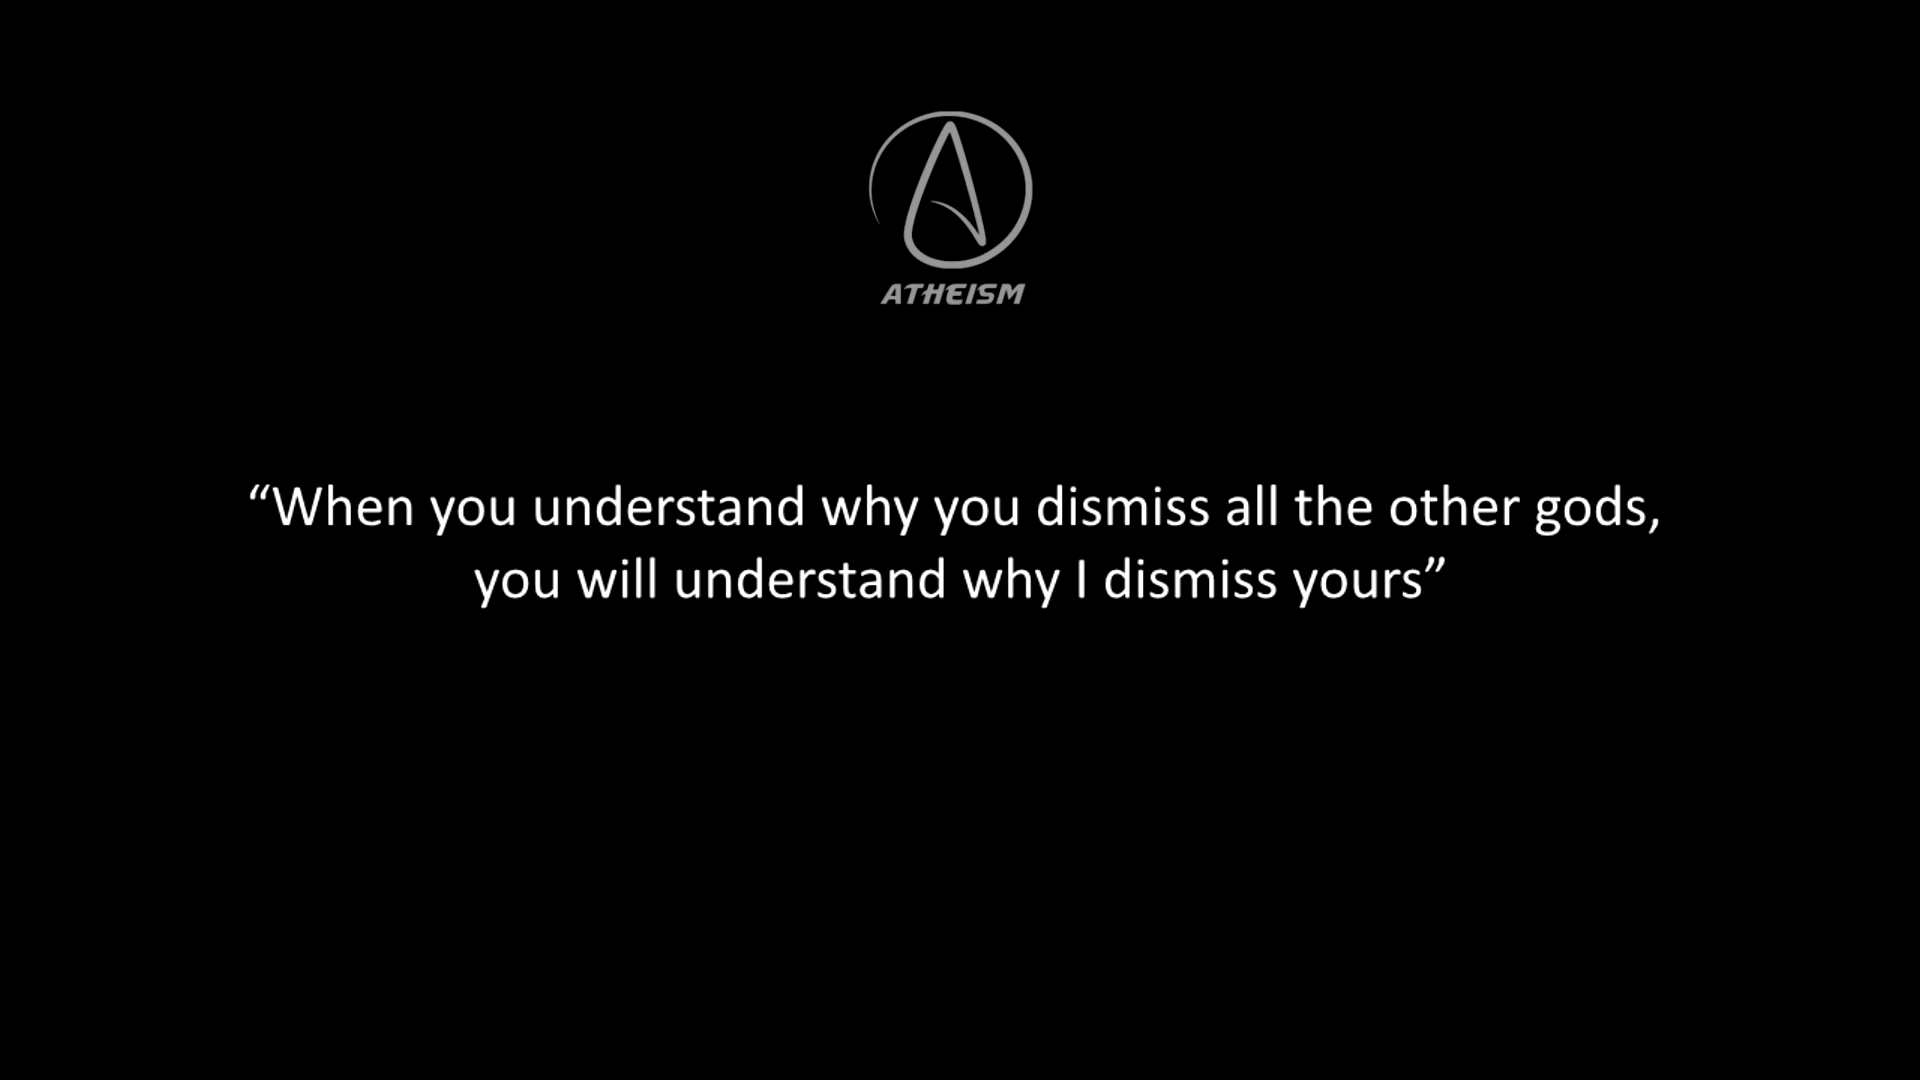 ATHEISM
“When you understand why you dismiss all the other gods,
you will understand why I dismiss yours”